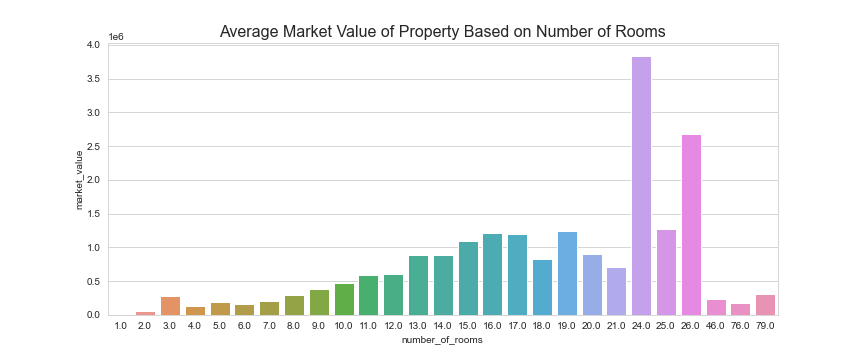 Average Market Value of Property Based on Number of Rooms
1e6
4.0
3.5
3.0
2.5
2.0
1.5
1.0
0.5
0.0
market_value
1.0 2.0 3.0 4.0 5.0 6.0 7.0 8.0 9.0 10.0 11.0 12.0 13.0 14.0 15.0 16.0 17.0 18.0 19.0 20.0 21.0 24.0 25.0 26.0 46.0 76.0 79.0
number_of_rooms